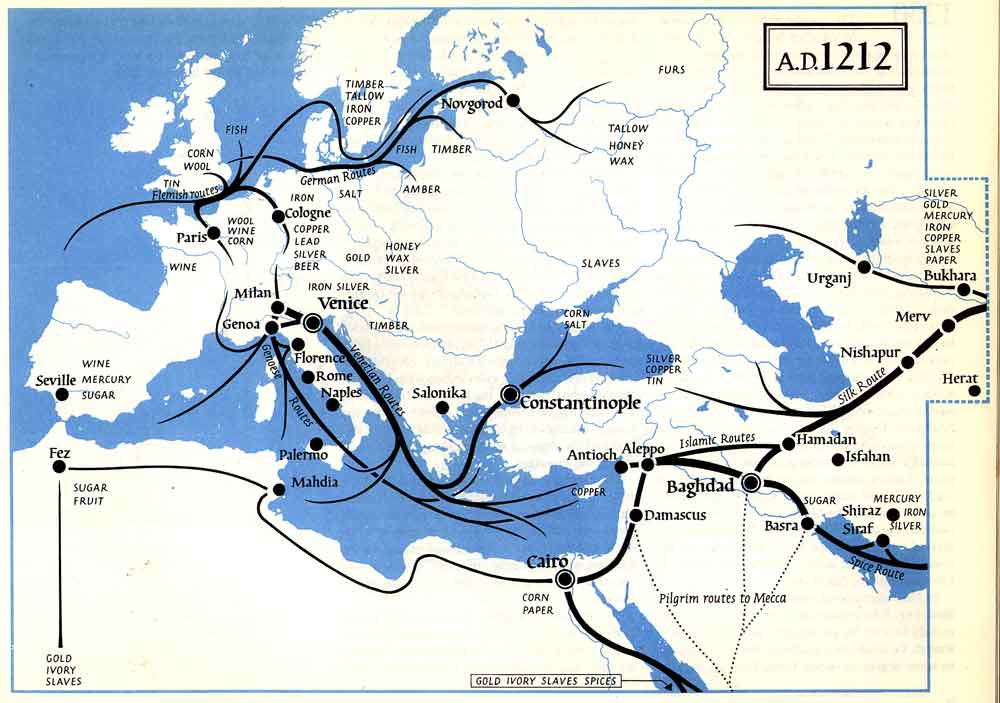 A.D.1212
FURS
TIMBER
TALLOW
IRON
COPPER
Novgorod
FISH
TALLOW
HONEY
WAX
CORN
WOOL
FISH
TIMBER
TIN
Flemish routes
German Routes
SALT
AMBER
IRON
Cologne
COPPER
LEAD
SILVER
BEER
SILVER
GOLD
MERCURY
IRON
COPPER
SLAVES
PAPER
Paris
WOOL
WINE
CORN
WINE
GOLD
HONEY
WAX
SILVER
SLAVES
Urganj
Bukhara
Milan
IRON SILVER
Venice
Genoa
TIMBER
CORN
SALT
Merv
Florence
Genoese
Routes
Venetian Routes
Nishapur
WINE
MERCURY
SUGAR
Seville
Rome
Naples
Salonika
Constantinople
SILVER
COPPER
TIN
Silk Route
Herat
Fez
Palermo
Antioch
Aleppo
Islamic Routes
Hamadan
Isfahan
SUGAR
FRUIT
Mahdia
COPPER
Baghdad
SUGAR
MERCURY
IRON
SILVER
Shiraz
Siraf
Damascus
Basra
Cairo
Spice Route
CORN
PAPER
Pilgrim routes to Mecca
GOLD
IVORY
SLAVES
GOLD IVORY SLAVES SPICES